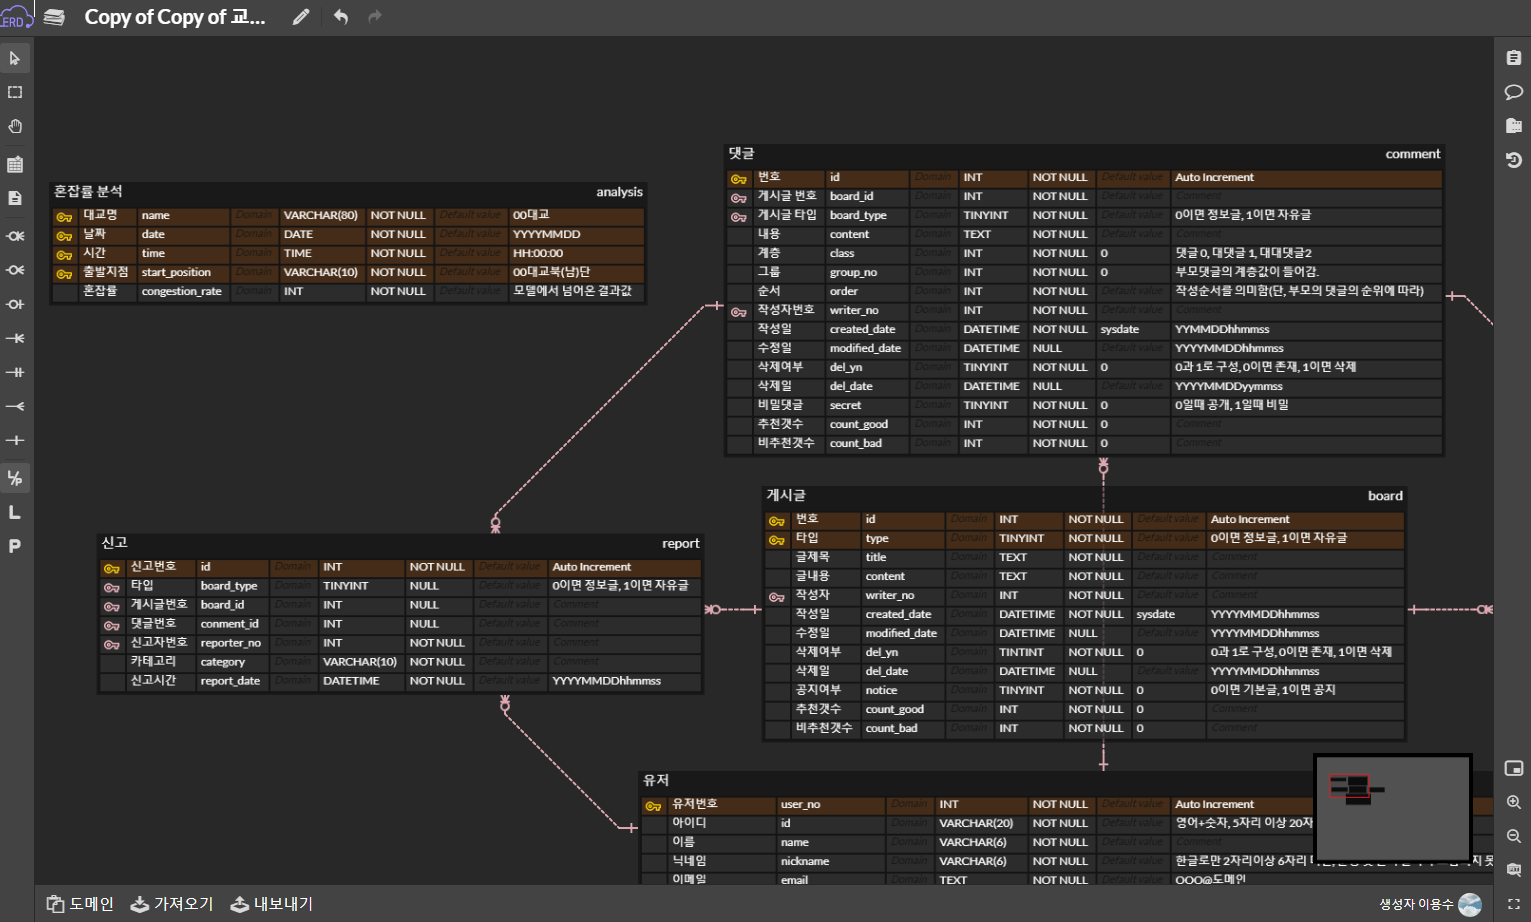 ERD
Copy of Copy of 교...
혼잡률 분석 analysis
대교명 name Domain VARCHAR(80) NOT NULL Default value 00대교
날짜 date Domain DATE NOT NULL Default value YYYYMMDD
시간 time Domain TIME NOT NULL Default value HH:00:00
출발지점 start_position Domain VARCHAR(10) NOT NULL Default value 00대교북(남)단
혼잡률 congestion_rate Domain INT NOT NULL Default value 모델에서 넘어온 결과값
댓글 comment
번호 id Domain INT NOT NULL Default value Auto Increment
게시글 번호 board_id Domain INT NOT NULL Default value Comment
게시글 타입 board_type Domain TINYINT NOT NULL Default value 0이면 정보글, 1이면 자유글
내용 content Domain TEXT NOT NULL Default value Comment
계층 class Domain INT NOT NULL 0 댓글 0, 대댓글 1, 대대댓글2
그룹 group_no Domain INT NOT NULL 0 부모댓글의 계층값이 들어감.
순서 order Domain INT NOT NULL 0 작성순서를 의미함(단, 부모의 댓글의 순위에 따라)
작성자번호 writer_no Domain INT NOT NULL Default value Comment
작성일 created_date Domain DATETIME NOT NULL sysdate YYMMDDhhmmss
수정일 modified_date Domain DATETIME NULL Default value YYYYMMDDhhmmss
삭제여부 del_yn Domain TINYINT NOT NULL 0 0과 1로 구성, 0이면 존재, 1이면 삭제
삭제일 del_date Domain DATETIME NULL Default value YYYYMMDDyymmss
비밀댓글 secret Domain TINYINT NOT NULL 0 0일때 공개, 1일때 비밀
추천갯수 count_good Domain INT NOT NULL 0 Comment
비추천갯수 count_bad Domain INT NOT NULL 0 Comment
게시글 board
번호 id Domain INT NOT NULL Default value Auto Increment
타입 type Domain TINYINT NOT NULL Default value 0이면 정보글, 1이면 자유글
글제목 title Domain TEXT NOT NULL Default value Comment
글내용 content Domain TEXT NOT NULL Default value Comment
작성자 writer_no Domain INT NOT NULL Default value Comment
작성일 created_date Domain DATETIME NOT NULL sysdate YYYYMMDDhhmmss
수정일 modified_date Domain DATETIME NULL Default value YYYYMMDDhhmmss
삭제여부 del_yn Domain TINTINT NOT NULL 0 0과 1로 구성, 0이면 존재, 1이면 삭제
삭제일 del_date Domain DATETIME NULL Default value YYYYMMDDhhmmss
공지여부 notice Domain TINYINT NOT NULL 0 0이면 기본글, 1이면 공지
추천갯수 count_good Domain INT NOT NULL 0 Comment
비추천갯수 count_bad Domain INT NOT NULL 0 Comment
신고 report
신고번호 id Domain INT NOT NULL Default value Auto Increment
타입 board_type Domain TINYINT NULL Default value 0이면 정보글, 1이면 자유글
게시글번호 board_id Domain INT NULL Default value Comment
댓글번호 conment_id Domain INT NULL Default value Comment
신고자번호 reporter_no Domain INT NOT NULL Default value Comment
카테고리 category Domain VARCHAR(10) NOT NULL Default value Comment
신고시간 report_date Domain DATETIME NOT NULL Default value YYYYMMDDhhmmss
유저
유저번호 user_no Domain INT NOT NULL Default value Auto Increment
아이디 id Domain VARCHAR(20) NOT NULL Default value 영어+숫자, 5자리 이상 20자
이름 name Domain VARCHAR(6) NOT NULL Default value Comment
닉네임 nickname Domain VARCHAR(6) NOT NULL Default value 한글로만 2자리이상 6자리
이메일 email Domain TEXT NOT NULL Default value OOO@도메인
L/P
L
P
도메인 가져오기 내보내기 생성자 이용수